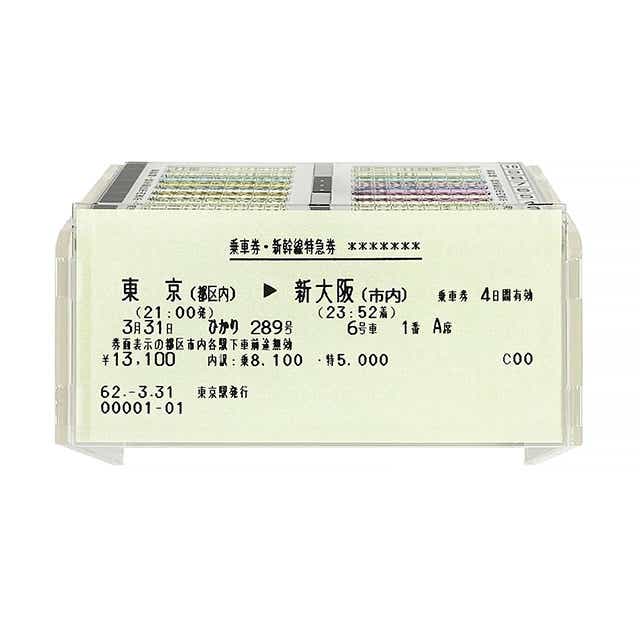 乗車券・新幹線特急券 *******
東 京(都区内) ▶ 新大阪(市内) 乗車券 4日間有効
(21:00発) (23:52着)
3月31日 ひかり 289号 6号車 1番 A席
券面表示の都区市内各駅下車前途無効
¥13,100 内訳:乗8,100 ・特5.000 C00
62.-3.31 東京駅発行
00001-01